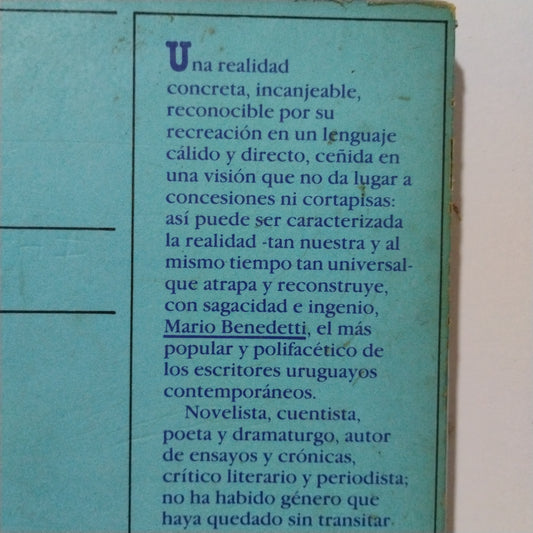 Una realidad
concreta, incanjeable,
reconocible por su
recreación en un lenguaje
cálido y directo, ceñida en
una visión que no da lugar a
concesiones ni cortapisas:
así puede ser caracterizada
la realidad -tan nuestra y al
mismo tiempo tan universal-
que atrapa y reconstruye,
con sagacidad e ingenio,
Mario Benedetti, el más
popular y polifacético de
los escritores uruguayos
contemporáneos.
Novelista, cuentista,
poeta y dramaturgo, autor
de ensayos y crónicas,
crítico literario y periodista;
no ha habido género que
haya quedado sin transitar